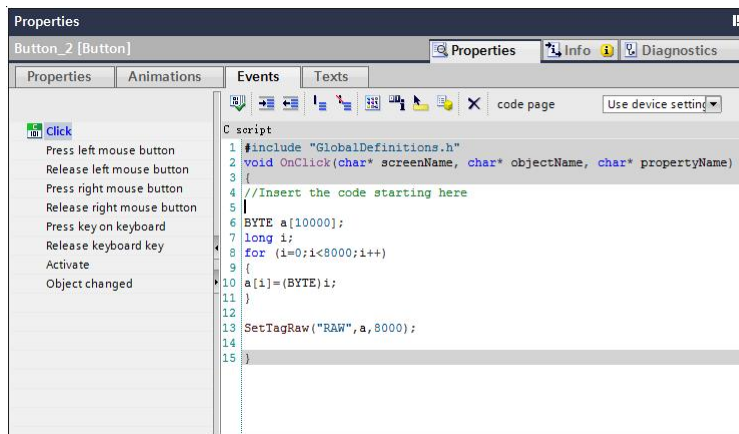 Properties
Button_2 [Button]
Properties
Info
Diagnostics
Properties
Animations
Events
Texts
code page
Use device setting
Click
Press left mouse button
Release left mouse button
Press right mouse button
Release right mouse button
Press key on keyboard
Release keyboard key
Activate
Object changed
C script
1 #include "GlobalDefinitions.h"
2 void OnClick(char* screenName, char* objectName, char* propertyName)
3 {
4 //Insert the code starting here
5
6 BYTE a[10000];
7 long i;
8 for (i=0;i<8000;i++)
9 {
10 a[i]=(BYTE)i;
11 }
12
13 SetTagRaw("RAW",a,8000);
14
15 }